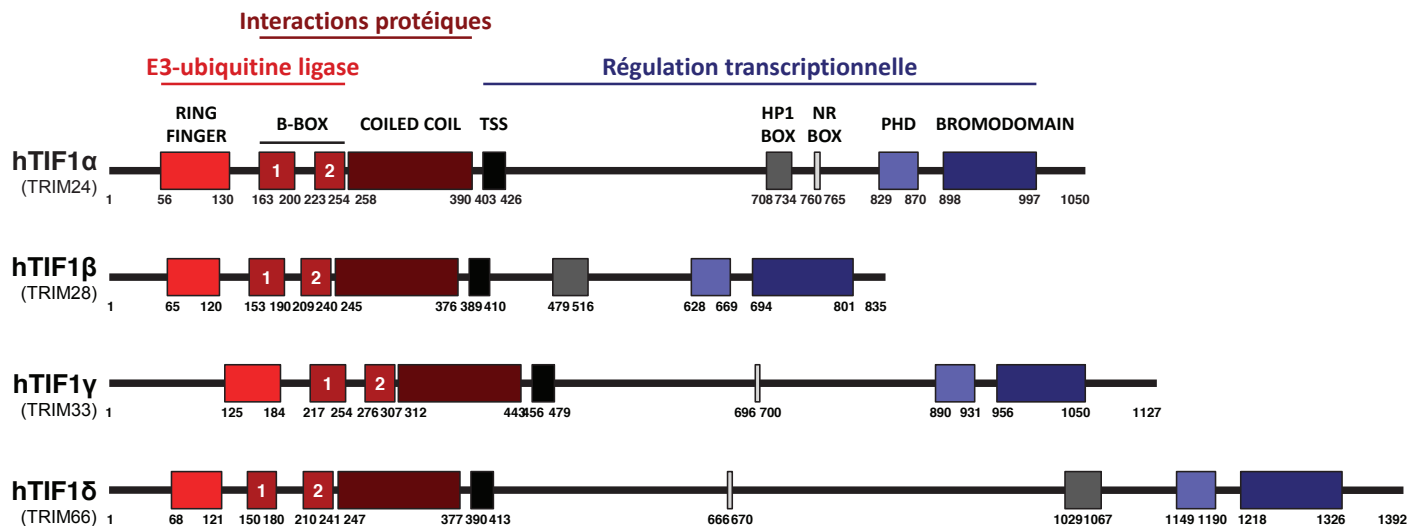 Interactions protéiques
E3-ubiquitine ligase Régulation transcriptionnelle
RING FINGER B-BOX COILED COIL TSS HP1 BOX NR BOX PHD BROMODOMAIN
hTIF1α 1 2
(TRIM24)
1 56 130 163 200 223 254 258 390 403 426 708 734 760 765 829 870 898 997 1050
hTIF1β 1 2
(TRIM28)
1 65 120 153 190 209 240 245 376 389 410 479 516 628 669 694 801 835
hTIF1γ 1 2
(TRIM33)
1 125 184 217 254 276 307 312 443 456 479 696 700 890 931 956 1050 1127
hTIF1δ 1 2
(TRIM66)
1 68 121 150 180 210 241 247 377 390 413 666 670 1029 1067 1149 1190 1218 1326 1392